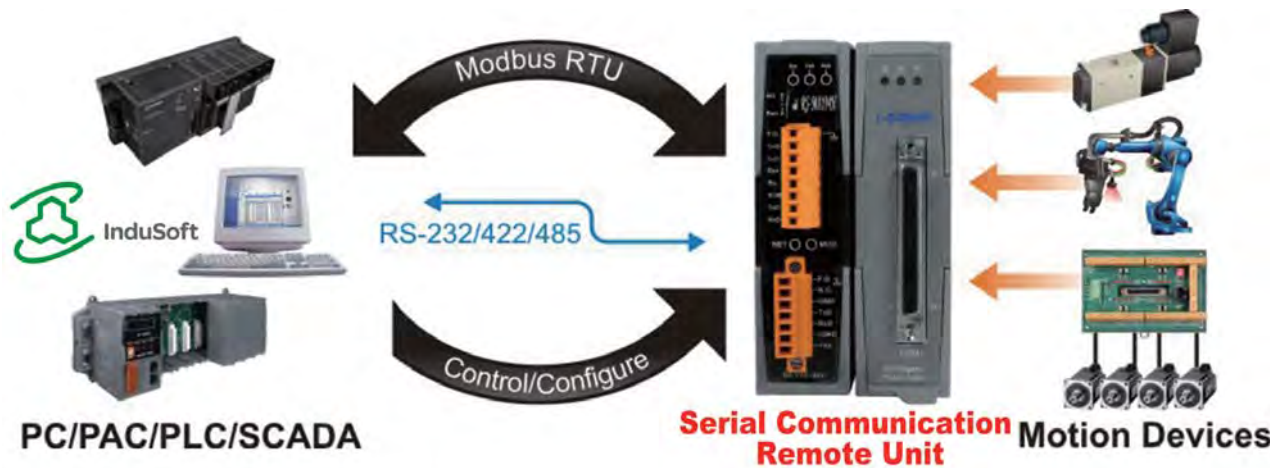 Modbus RTU
InduSoft
RS-232/422/485
Control/Configure
PC/PAC/PLC/SCADA
Serial Communication
Remote Unit
Motion Devices